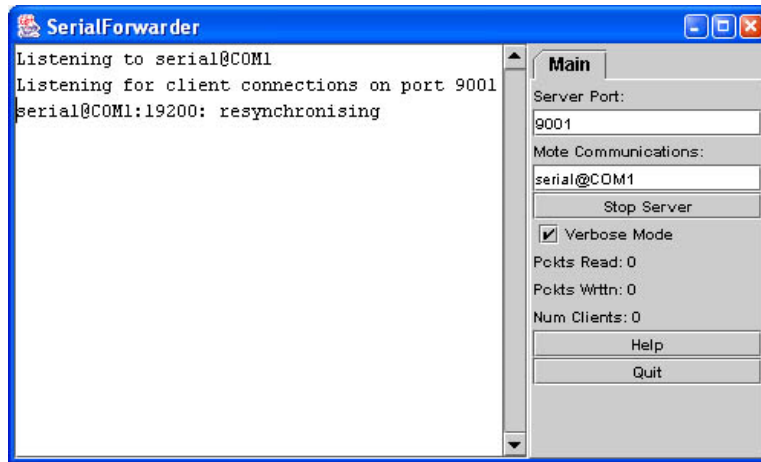 SerialForwarder
Listening to serial@COM1
Listening for client connections on port 9001
serial@COM1:19200: resynchronising
Main
Server Port:
9001
Mote Communications:
serial@COM1
Stop Server
Verbose Mode
Pckts Read: 0
Pckts Wrttn: 0
Num Clients: 0
Help
Quit